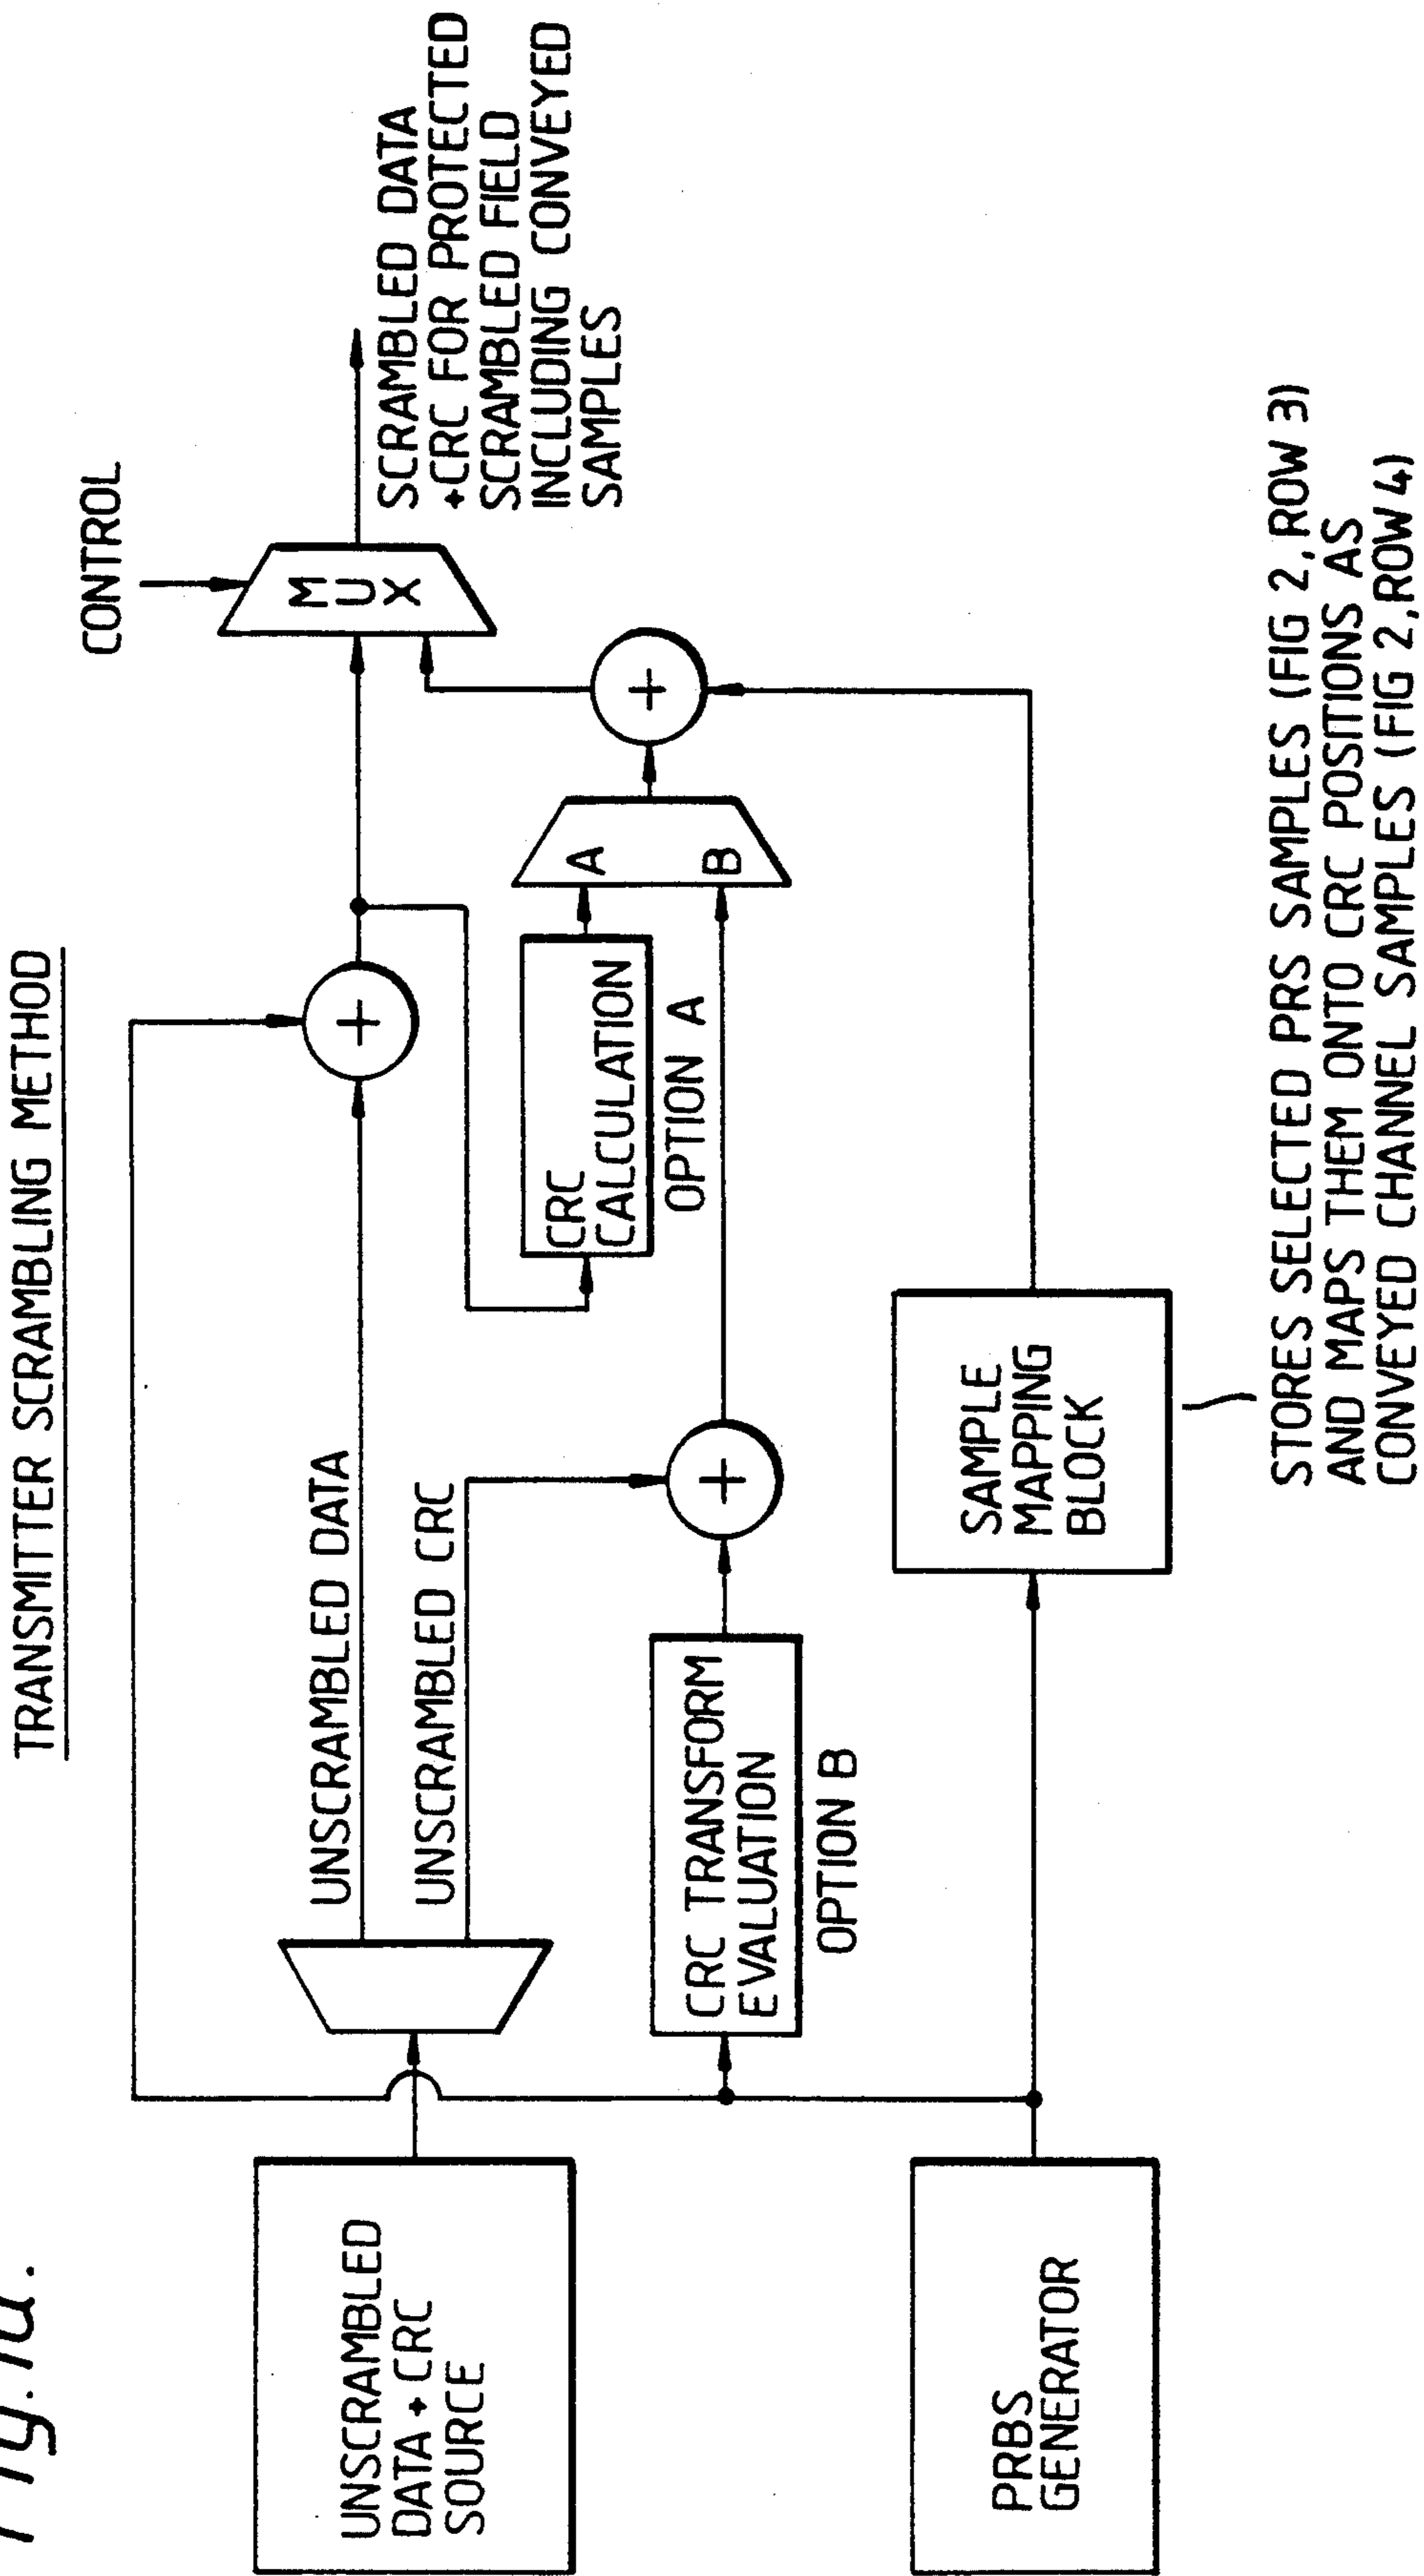 Fig.1a.
TRANSMITTER SCRAMBLING METHOD
UNSCRAMBLED
DATA + CRC
SOURCE
UNSCRAMBLED DATA
UNSCRAMBLED CRC
CRC TRANSFORM
EVALUATION
OPTION B
PRBS
GENERATOR
SAMPLE
MAPPING
BLOCK
CRC
CALCULATION
OPTION A
A
B
+
+
+
CONTROL
MUX
SCRAMBLED DATA
+CRC FOR PROTECTED
SCRAMBLED FIELD
INCLUDING CONVEYED
SAMPLES
STORES SELECTED PRS SAMPLES (FIG 2, ROW 3)
AND MAPS THEM ONTO CRC POSITIONS AS
CONVEYED CHANNEL SAMPLES (FIG 2, ROW 4)